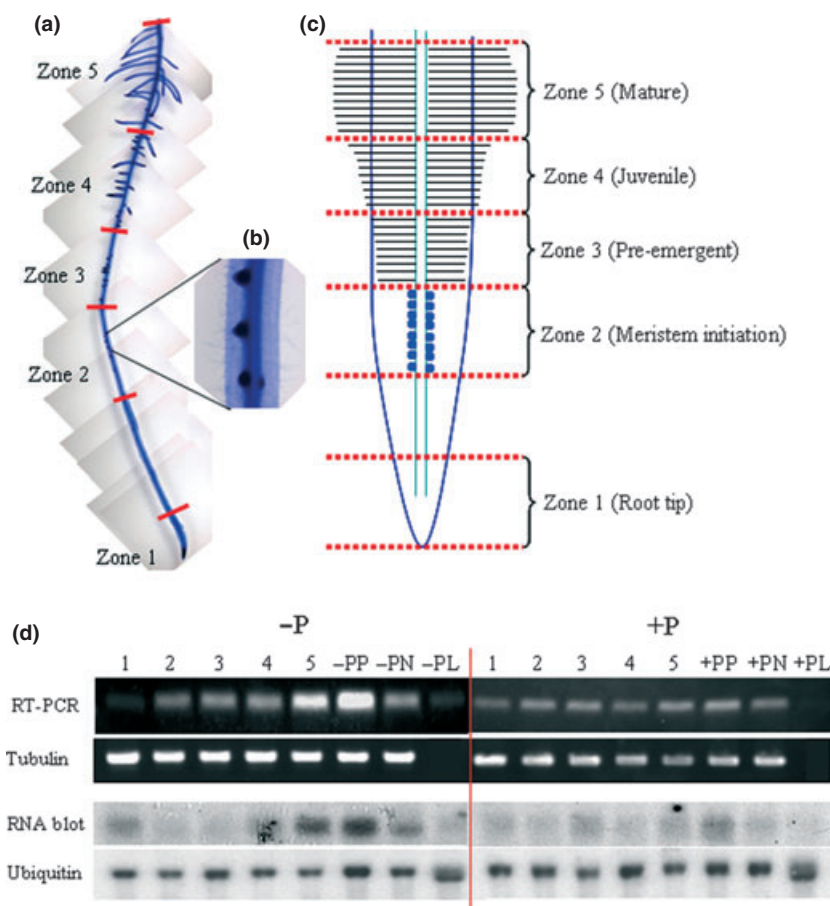 (a)
Zone 5
Zone 4
Zone 3
Zone 2
Zone 1
(b)
(c)
Zone 5 (Mature)
Zone 4 (Juvenile)
Zone 3 (Pre-emergent)
Zone 2 (Meristem initiation)
Zone 1 (Root tip)
(d)
–P +P
1 2 3 4 5 –PP –PN –PL 1 2 3 4 5 +PP +PN +PL
RT-PCR
Tubulin
RNA blot
Ubiquitin